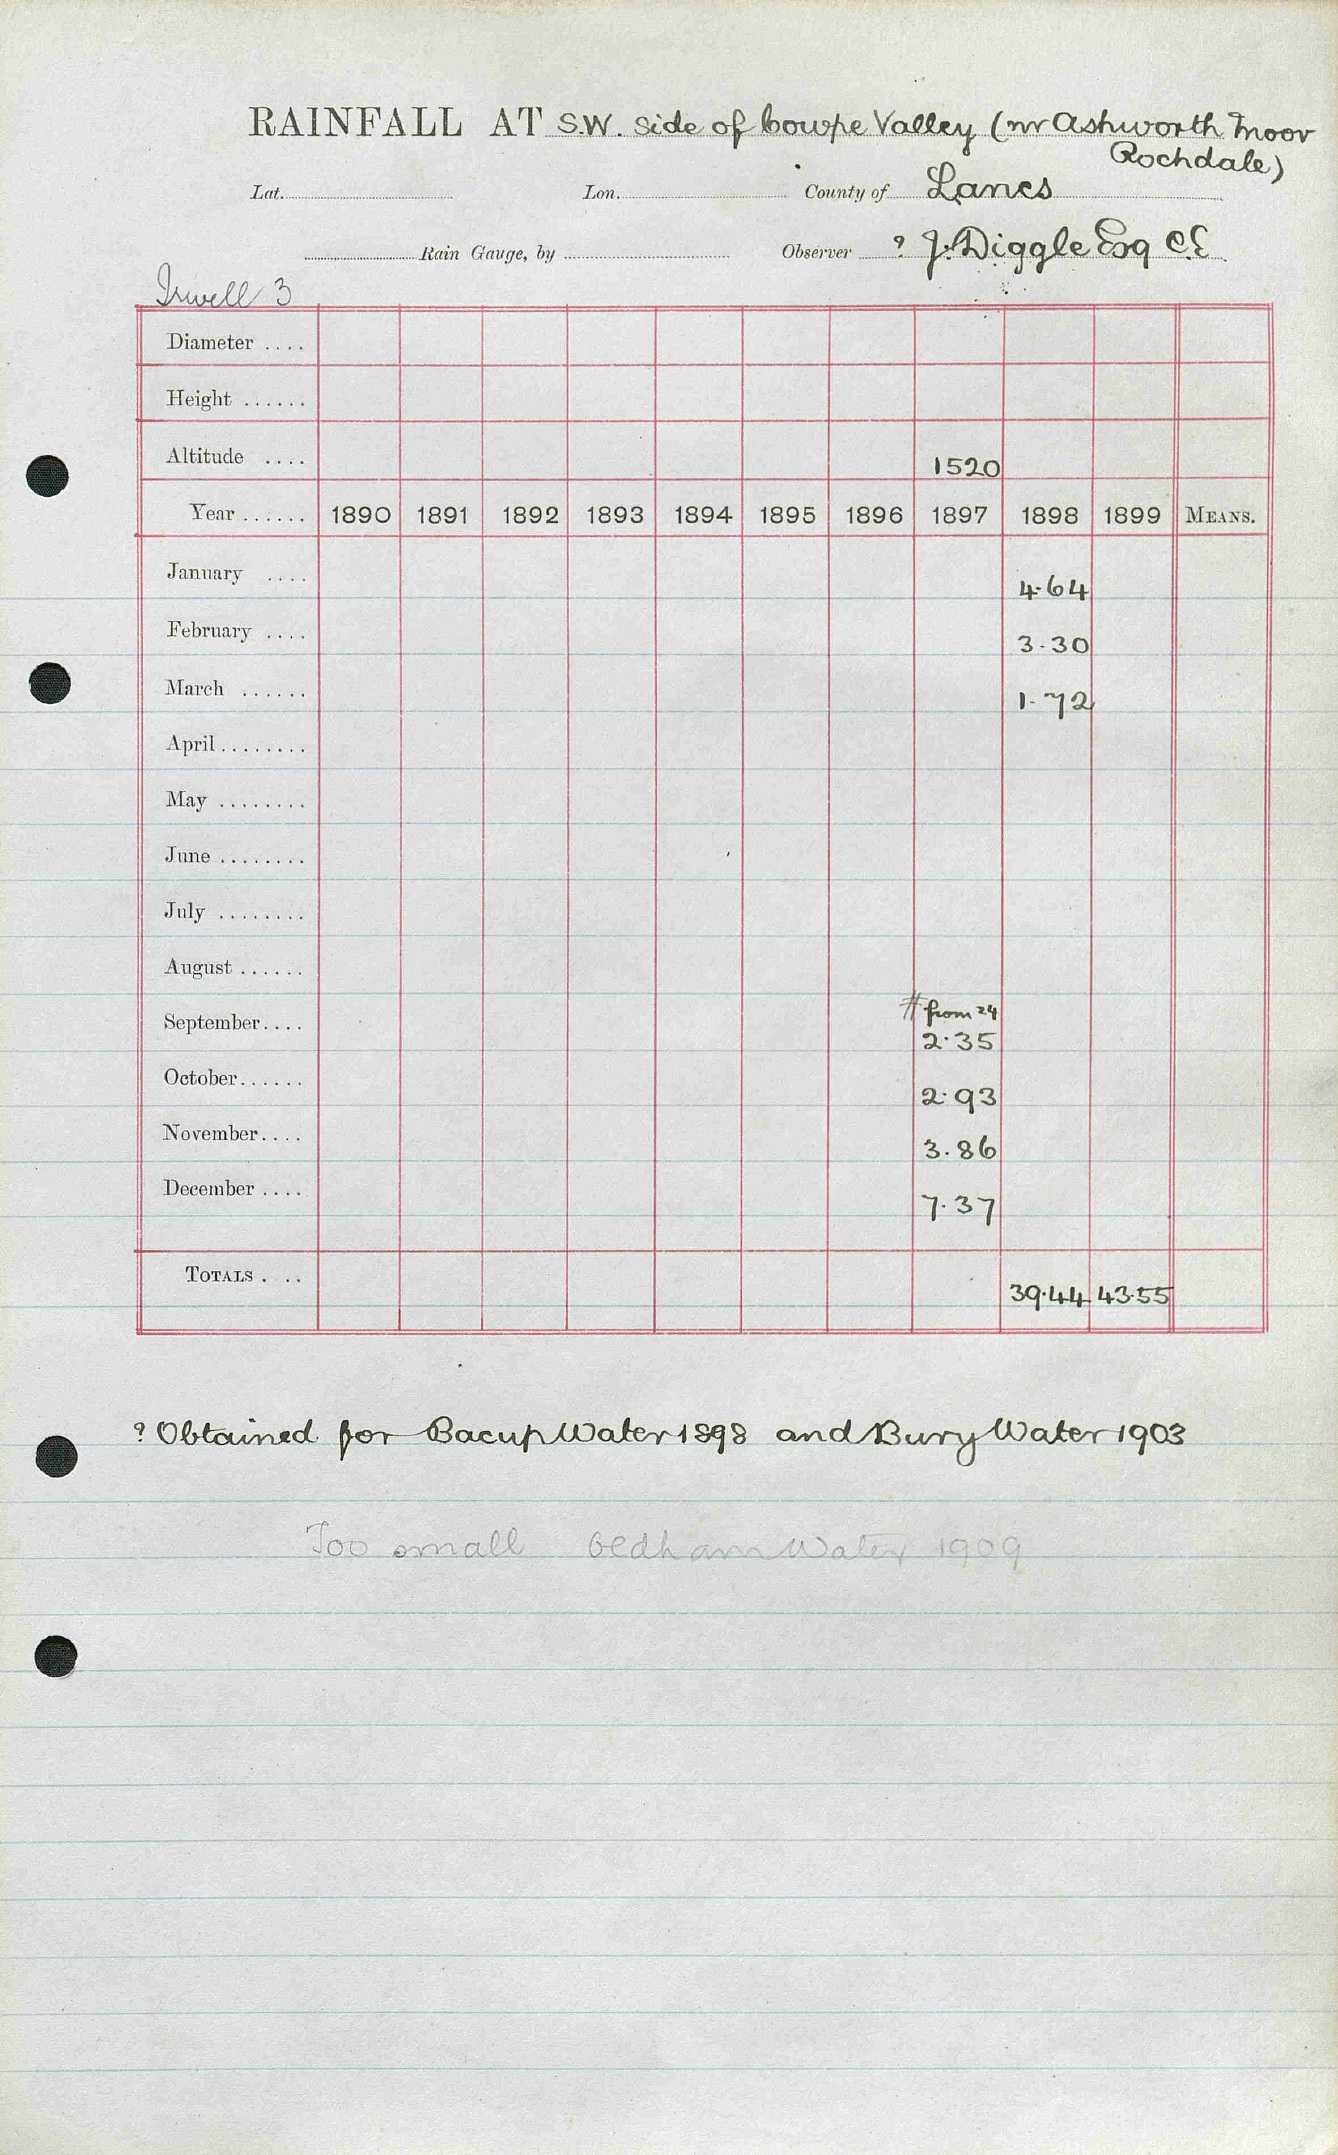 RAINFALL AT S.W. side of Cowpe Valley (nr Ashworth Moor
Rochdale)
Lat. Lon. County of Lancs
Rain Gauge, by Observer ? J. Diggle Esq C.E
Irwell 3
Diameter ....
Height ......
Altitude .... 1520
Year ...... 1890 1891 1892 1893 1894 1895 1896 1897 1898 1899 MEANS.
January .... 4.64
February .... 3.30
March ...... 1.72
April ........
May ........
June ........
July ........
August ......
# from 24
September .... 2.35
October ...... 2.93
November .... 3.86
December .... 7.37
TOTALS . .. 39.44 43.55
? Obtained for Bacup Water 1898 and Bury Water 1903
Too small Oldham Water 1909